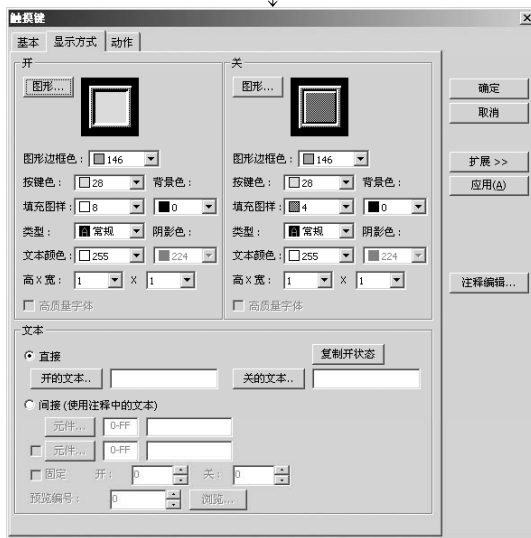 触摸键
基本 显示方式 动作
开
图形...
图形边框色： 146
按键色： 28 背景色：
填充图样： 8 0
类型： A 常规 阴影色：
文本颜色： 255 224
高 X 宽： 1 X 1
高质量字体
关
图形...
图形边框色： 146
按键色： 28 背景色：
填充图样： 4 0
类型： A 常规 阴影色：
文本颜色： 255 224
高 X 宽： 1 X 1
高质量字体
文本
直接 复制开状态
开的文本.. 关的文本..
间接(使用注释中的文本)
元件... 0-FF
元件... 0-FF
固定 开： 0 关： 0
预览编号： 0 浏览...
确定
取消
扩展 >>
应用(A)
注释编辑...